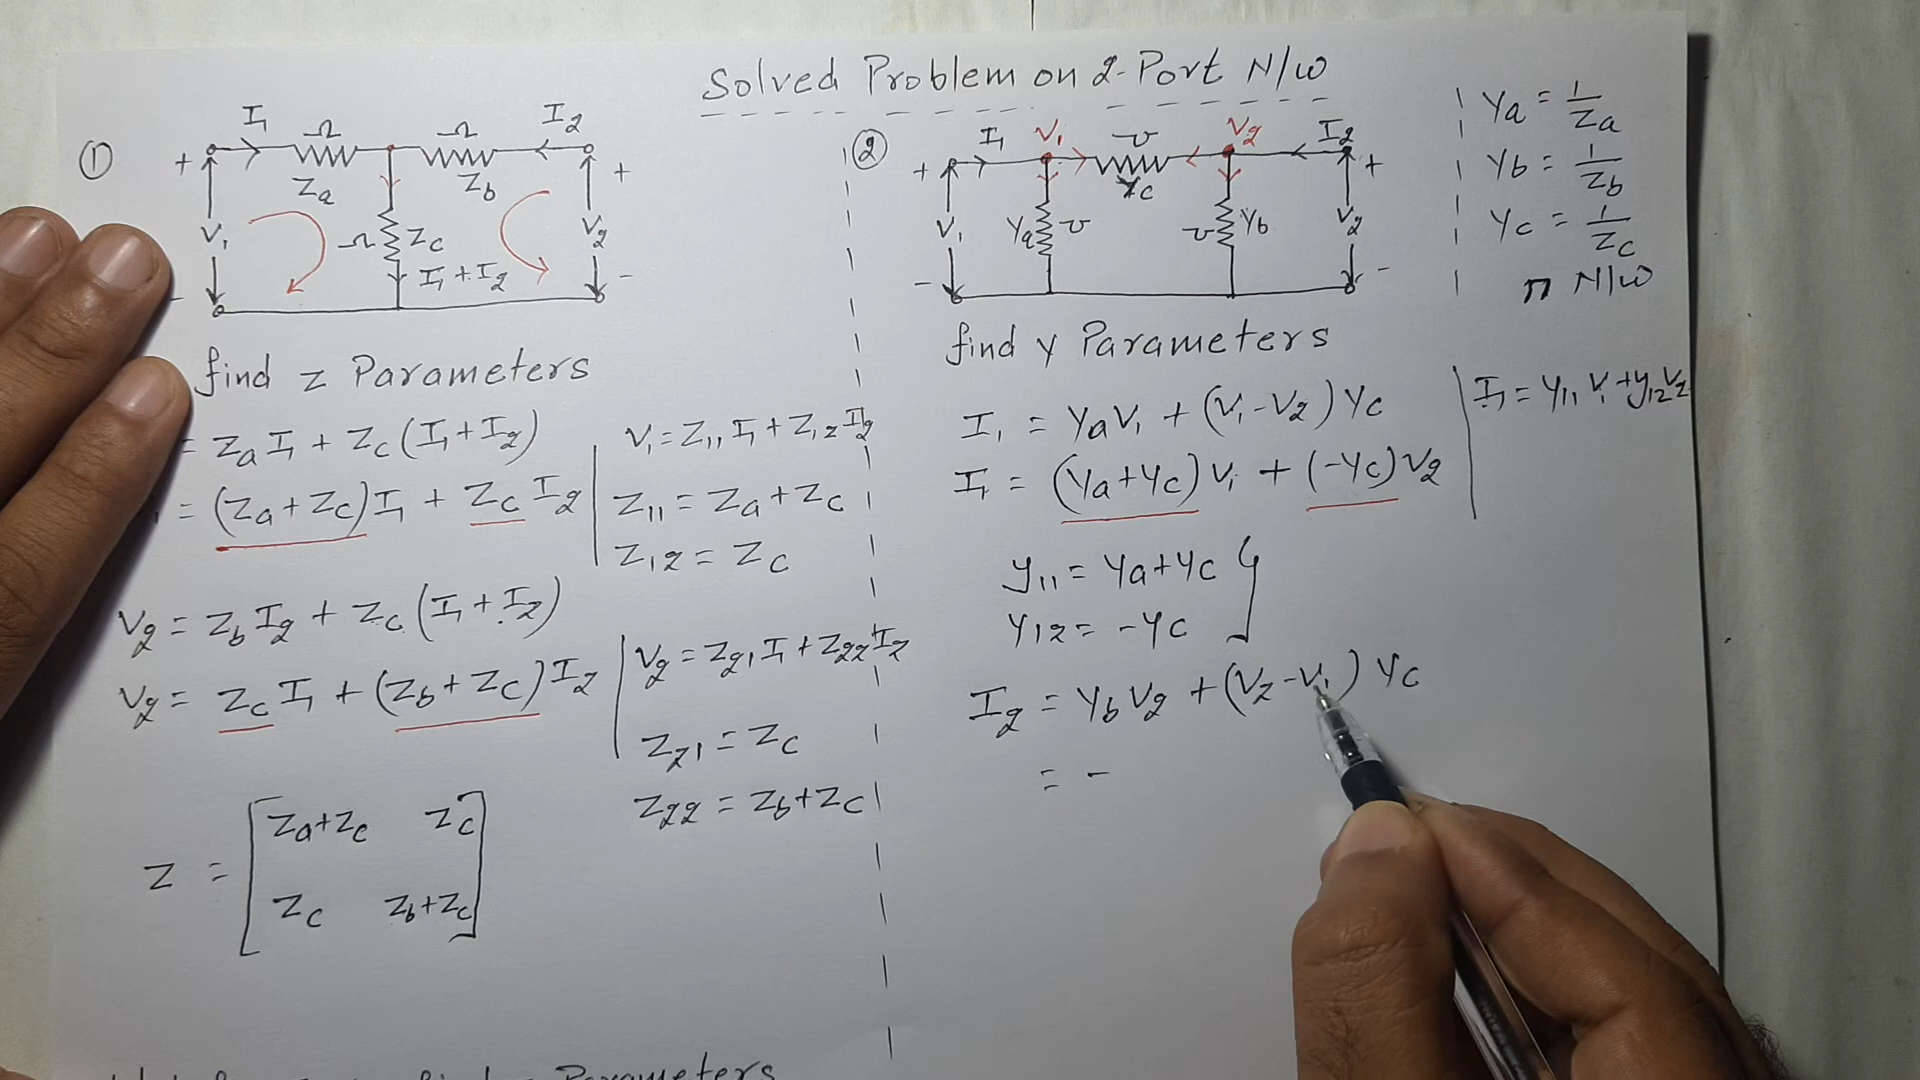 Solved Problem on 2-Port N/W
①
I₁
Ω
Ω
I₂
+
Za
Zb
+
V₁
Ω
Zc
V₂
I₁ + I₂
-
-
find z Parameters
= Za I₁ + Zc (I₁ + I₂)
= (Za + Zc) I₁ + Zc I₂
V₁ = Z₁₁ I₁ + Z₁₂ I₂
Z₁₁ = Za + Zc
Z₁₂ = Zc
V₂ = Zb I₂ + Zc (I₁ + I₂)
V₂ = Zc I₁ + (Zb + Zc) I₂
V₂ = Z₂₁ I₁ + Z₂₂ I₂
Z₂₁ = Zc
Z₂₂ = Zb + Zc
Z = [ Za+Zc Zc
Zc Zb+Zc ]
②
I₁
V₁
℧
V₂
I₂
+
Yc
+
V₁
Ya
℧
℧
Yb
V₂
-
-
Ya = 1/Za
Yb = 1/Zb
Yc = 1/Zc
π N/W
find y Parameters
I₁ = Ya V₁ + (V₁ - V₂) Yc
I₁ = (Ya + Yc) V₁ + (-Yc) V₂
I₁ = Y₁₁ V₁ + Y₁₂ V₂
Y₁₁ = Ya + Yc
Y₁₂ = -Yc
I₂ = Yb V₂ + (V₂ - V₁) Yc
= -
Parameters